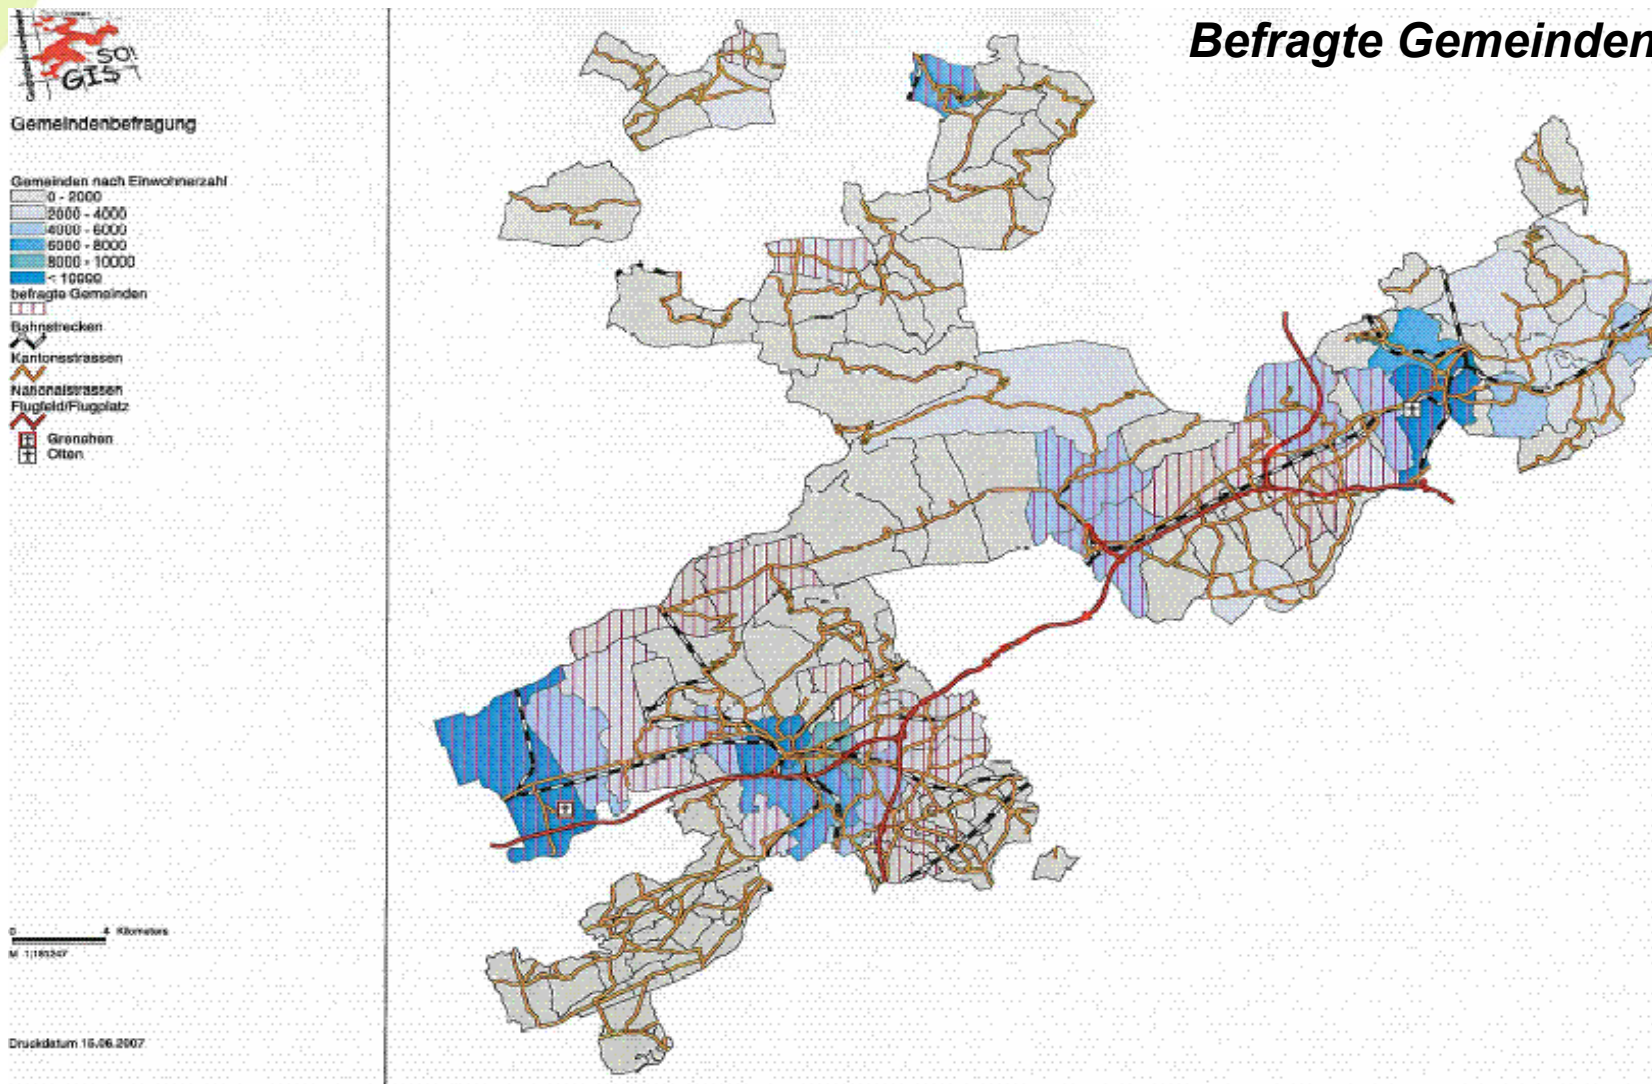 Befragte Gemeinden
SO!
GIS
Gemeindenbefragung
Gemeinden nach Einwohnerzahl
0 - 2000
2000 - 4000
4000 - 6000
6000 - 8000
8000 - 10000
< 10000
befragte Gemeinden
Bahnstrecken
Kantonsstrassen
Nationalstrassen
Flugfeld/Flugplatz
Grenchen
Olten
0 4 Kilometers
Druckdatum 15.06.2007